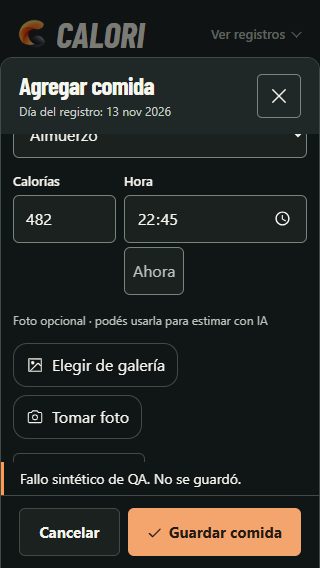 CALORI
Ver registros
Agregar comida
Día del registro: 13 nov 2026
Almuerzo
Calorías
Hora
482
22:45
Ahora
Foto opcional · podés usarla para estimar con IA
Elegir de galería
Tomar foto
Fallo sintético de QA. No se guardó.
Cancelar
Guardar comida